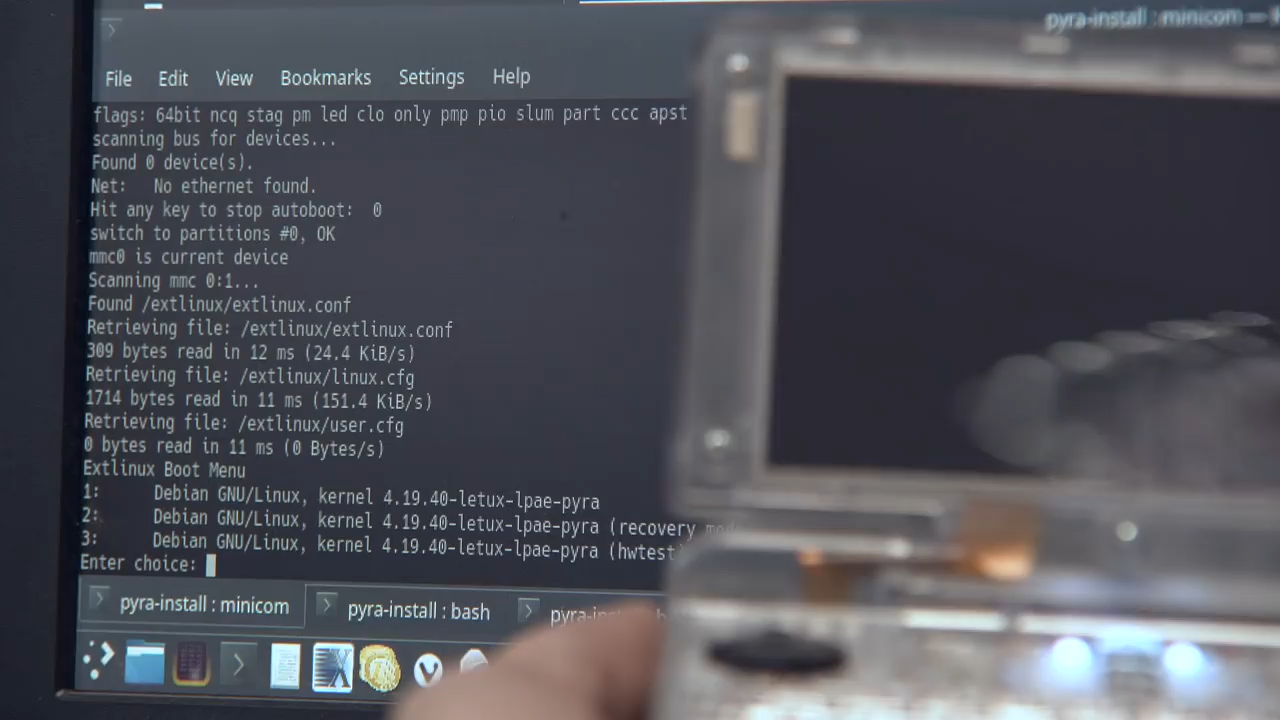 pyra-install : minicom —
File Edit View Bookmarks Settings Help
flags: 64bit ncq stag pm led clo only pmp pio slum part ccc apst
scanning bus for devices...
Found 0 device(s).
Net: No ethernet found.
Hit any key to stop autoboot: 0
switch to partitions #0, OK
mmc0 is current device
Scanning mmc 0:1...
Found /extlinux/extlinux.conf
Retrieving file: /extlinux/extlinux.conf
309 bytes read in 12 ms (24.4 KiB/s)
Retrieving file: /extlinux/linux.cfg
1714 bytes read in 11 ms (151.4 KiB/s)
Retrieving file: /extlinux/user.cfg
0 bytes read in 11 ms (0 Bytes/s)
Extlinux Boot Menu
1: Debian GNU/Linux, kernel 4.19.40-letux-lpae-pyra
2: Debian GNU/Linux, kernel 4.19.40-letux-lpae-pyra (recovery
3: Debian GNU/Linux, kernel 4.19.40-letux-lpae-pyra (hwtest
Enter choice:
pyra-install : minicom pyra-install : bash